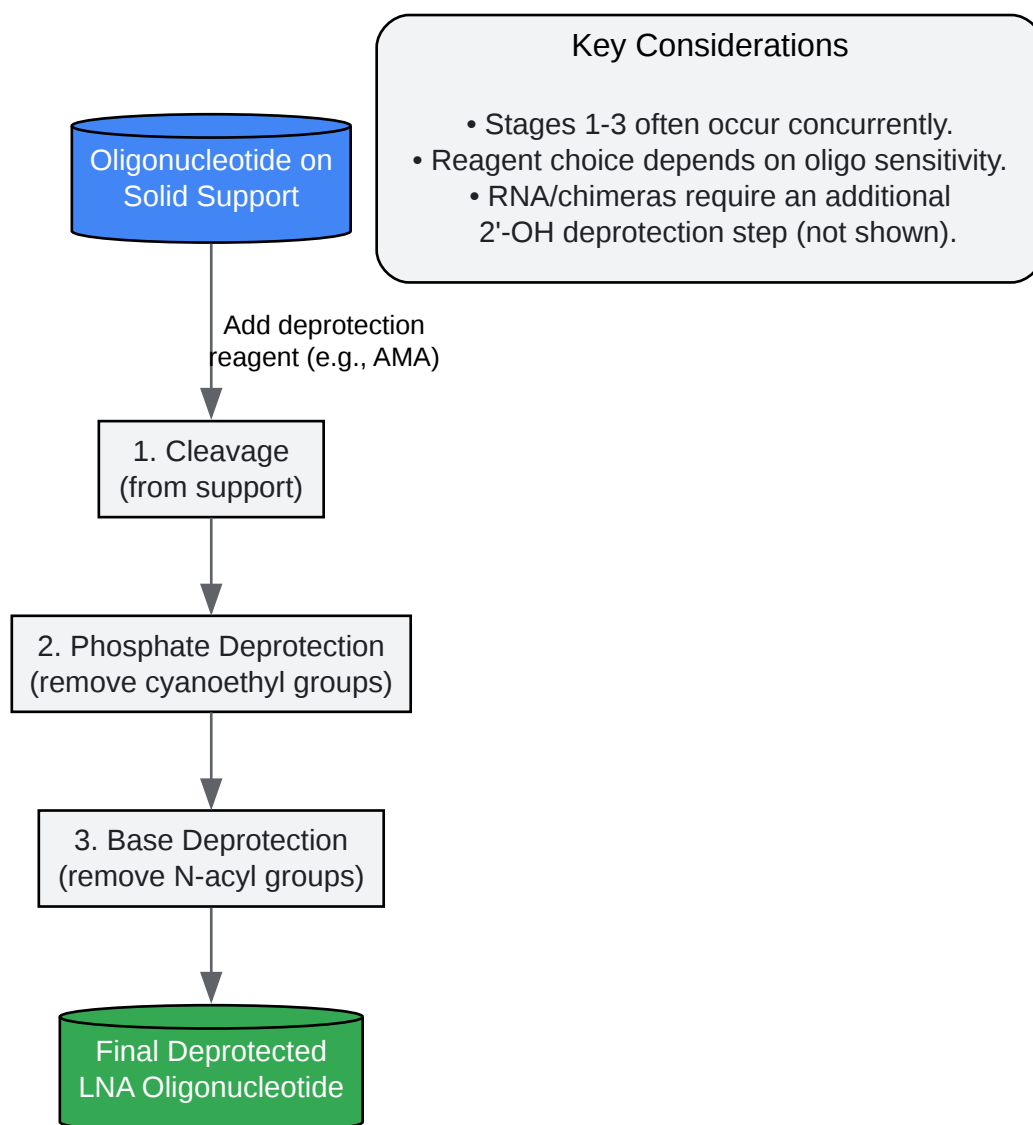 Key Considerations
• Stages 1-3 often occur concurrently.
• Reagent choice depends on oligo sensitivity.
• RNA/chimeras require an additional
2'-OH deprotection step (not shown).
Oligonucleotide on
Solid Support
Add deprotection
reagent (e.g., AMA)
1. Cleavage
(from support)
2. Phosphate Deprotection
(remove cyanoethyl groups)
3. Base Deprotection
(remove N-acyl groups)
Final Deprotected
LNA Oligonucleotide